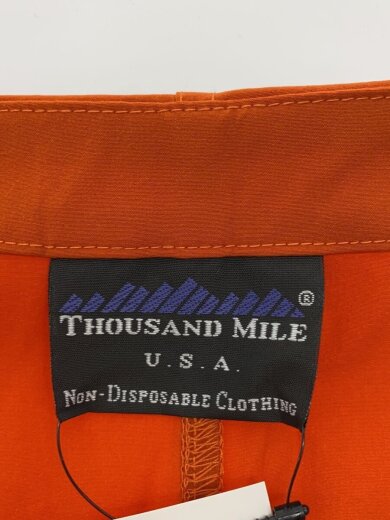 ®
THOUSAND MILE
U.S.A.
NON-DISPOSABLE CLOTHING